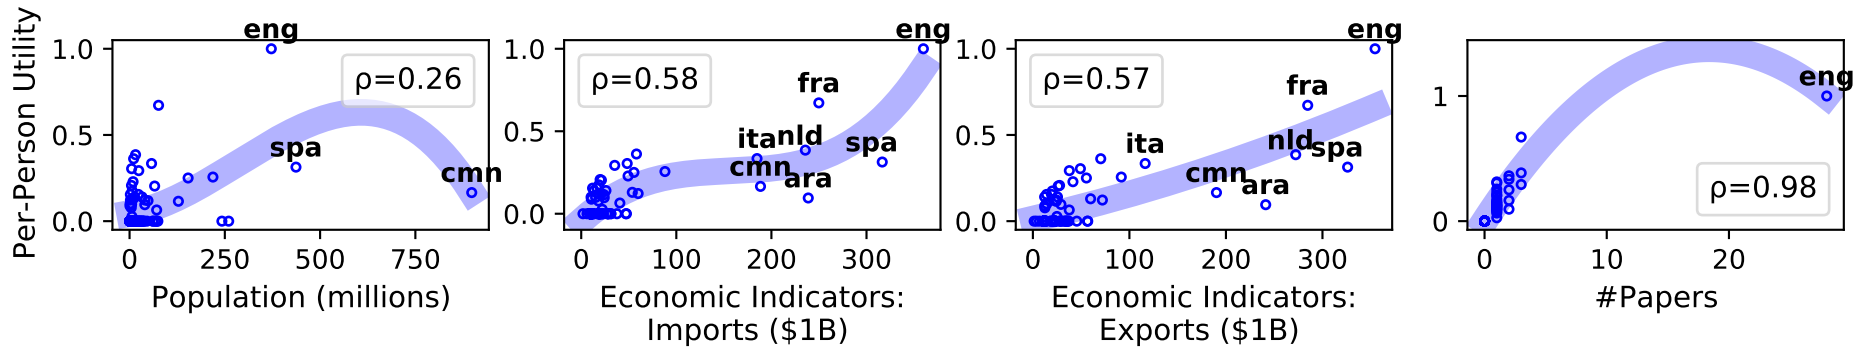 Per-Person Utility
1.0
0.5
0.0
0
250
500
750
eng
spa
cmn
ρ=0.26
Population (millions)
1.0
0.5
0.0
0
100
200
300
eng
fra
ita
nld
spa
cmn
ara
ρ=0.58
Economic Indicators:
Imports ($1B)
1.0
0.5
0.0
0
100
200
300
eng
fra
ita
nld
spa
cmn
ara
ρ=0.57
Economic Indicators:
Exports ($1B)
1
0
0
10
20
eng
ρ=0.98
#Papers